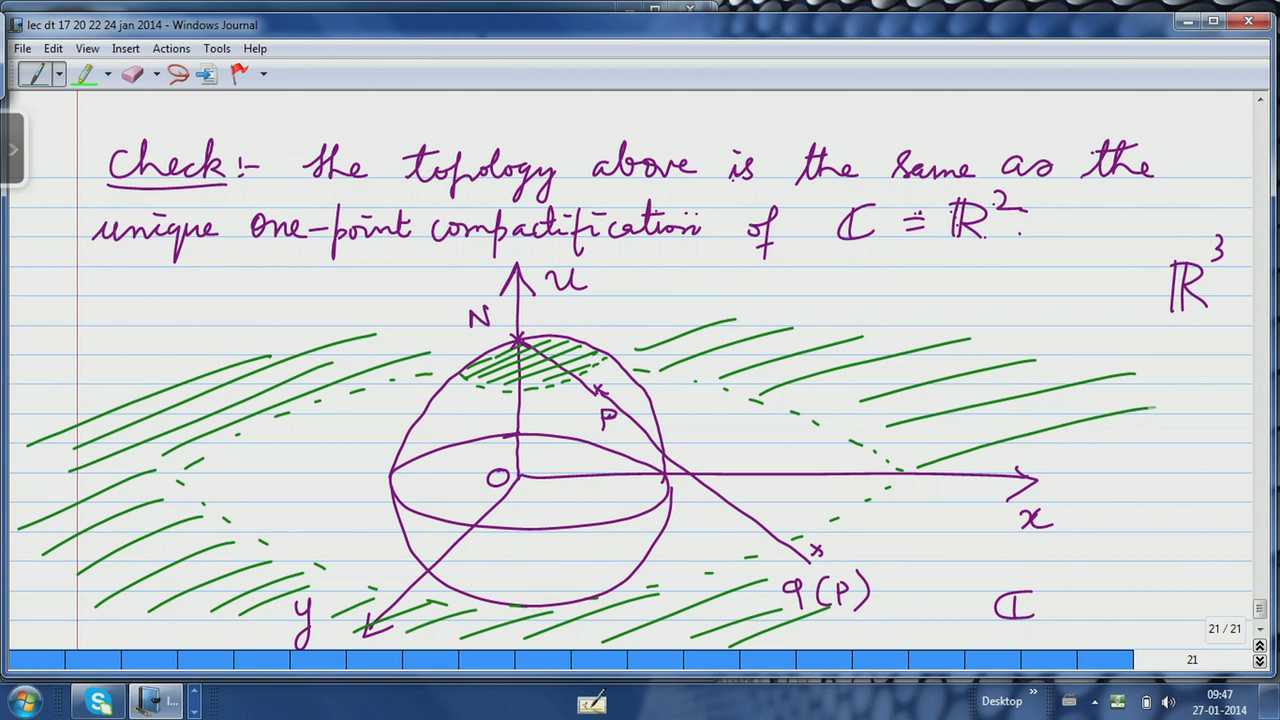 lec dt 17 20 22 24 jan 2014 - Windows Journal
File Edit View Insert Actions Tools Help
Check:- The topology above is the same as the
unique one-point compactification of ℂ ≡ ℝ².
ℝ³
u
N
P
O
x
φ(P)
y
ℂ
21 / 21
21
Desktop
09:47
27-01-2014